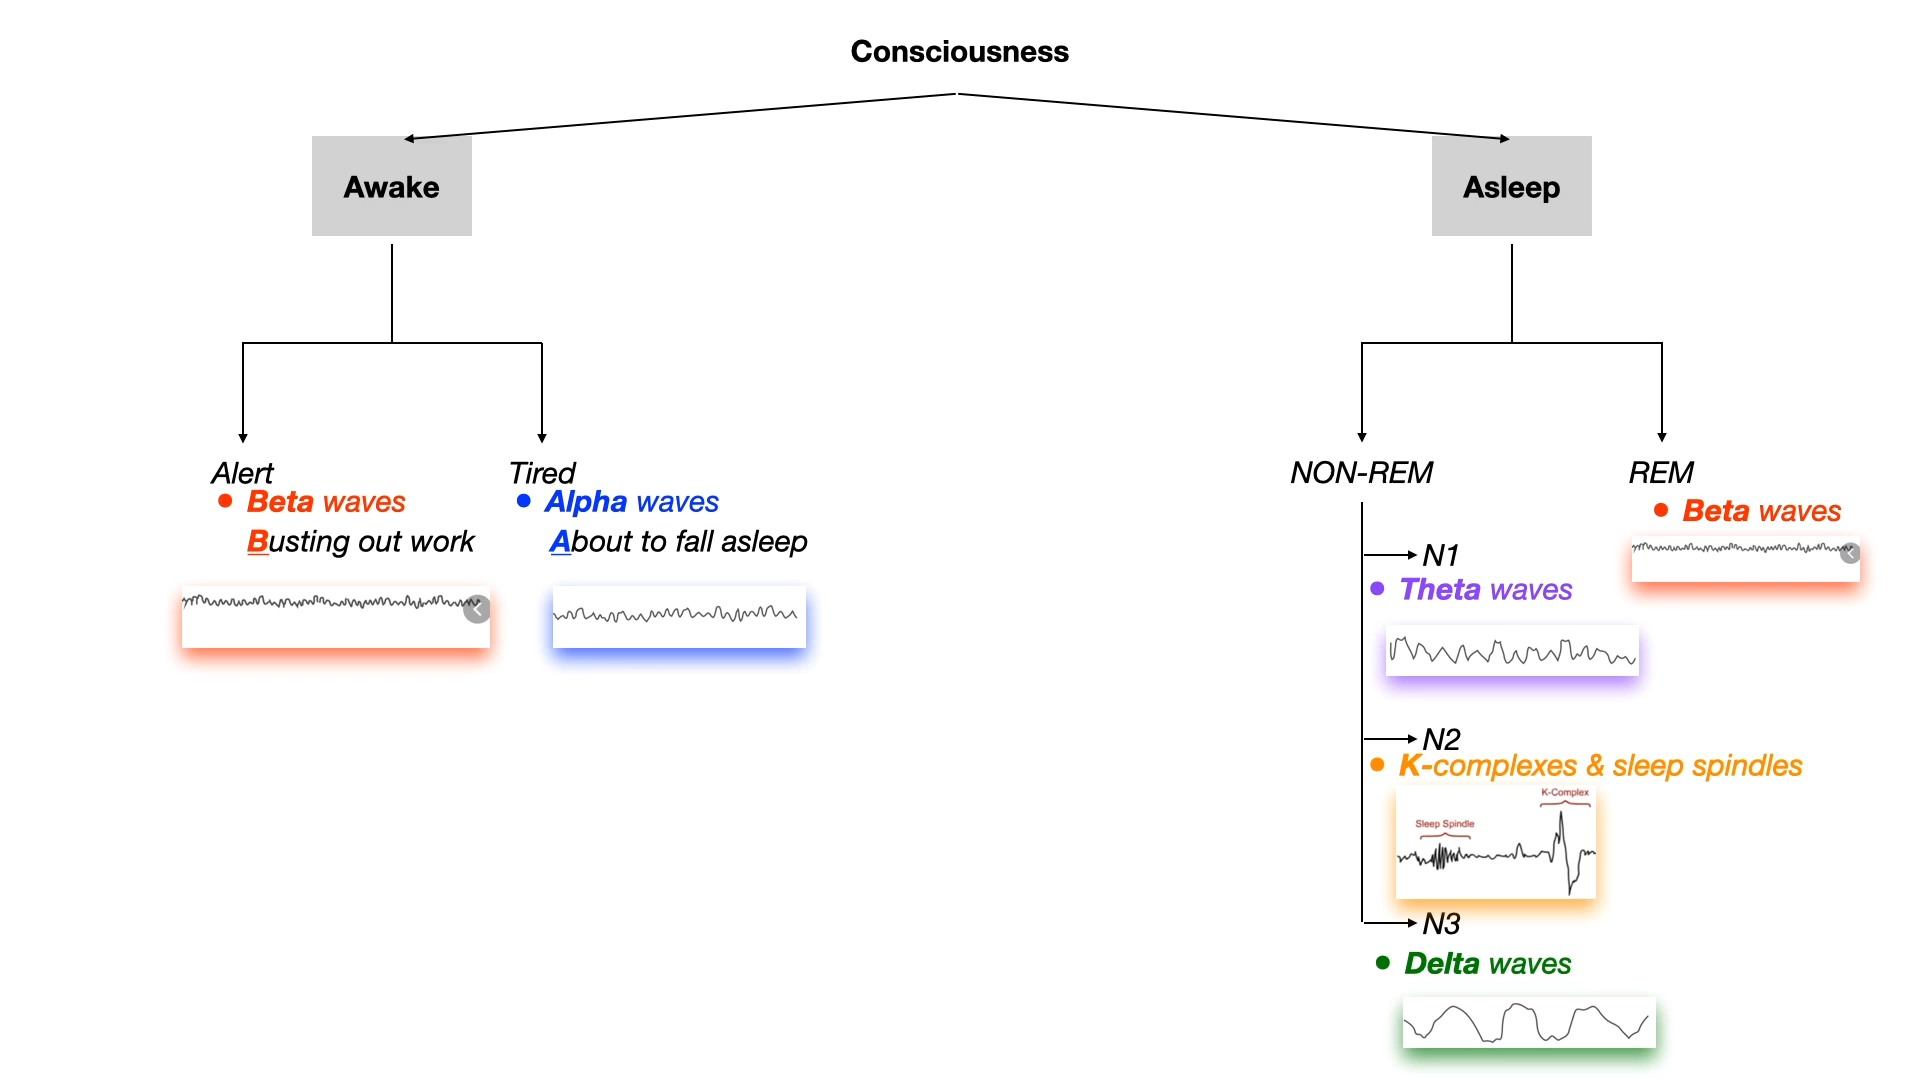 Consciousness
Awake
Asleep
Alert
Beta waves
Busting out work
Tired
Alpha waves
About to fall asleep
NON-REM
N1
Theta waves
N2
K-complexes & sleep spindles
K-Complex
Sleep Spindle
N3
Delta waves
REM
Beta waves